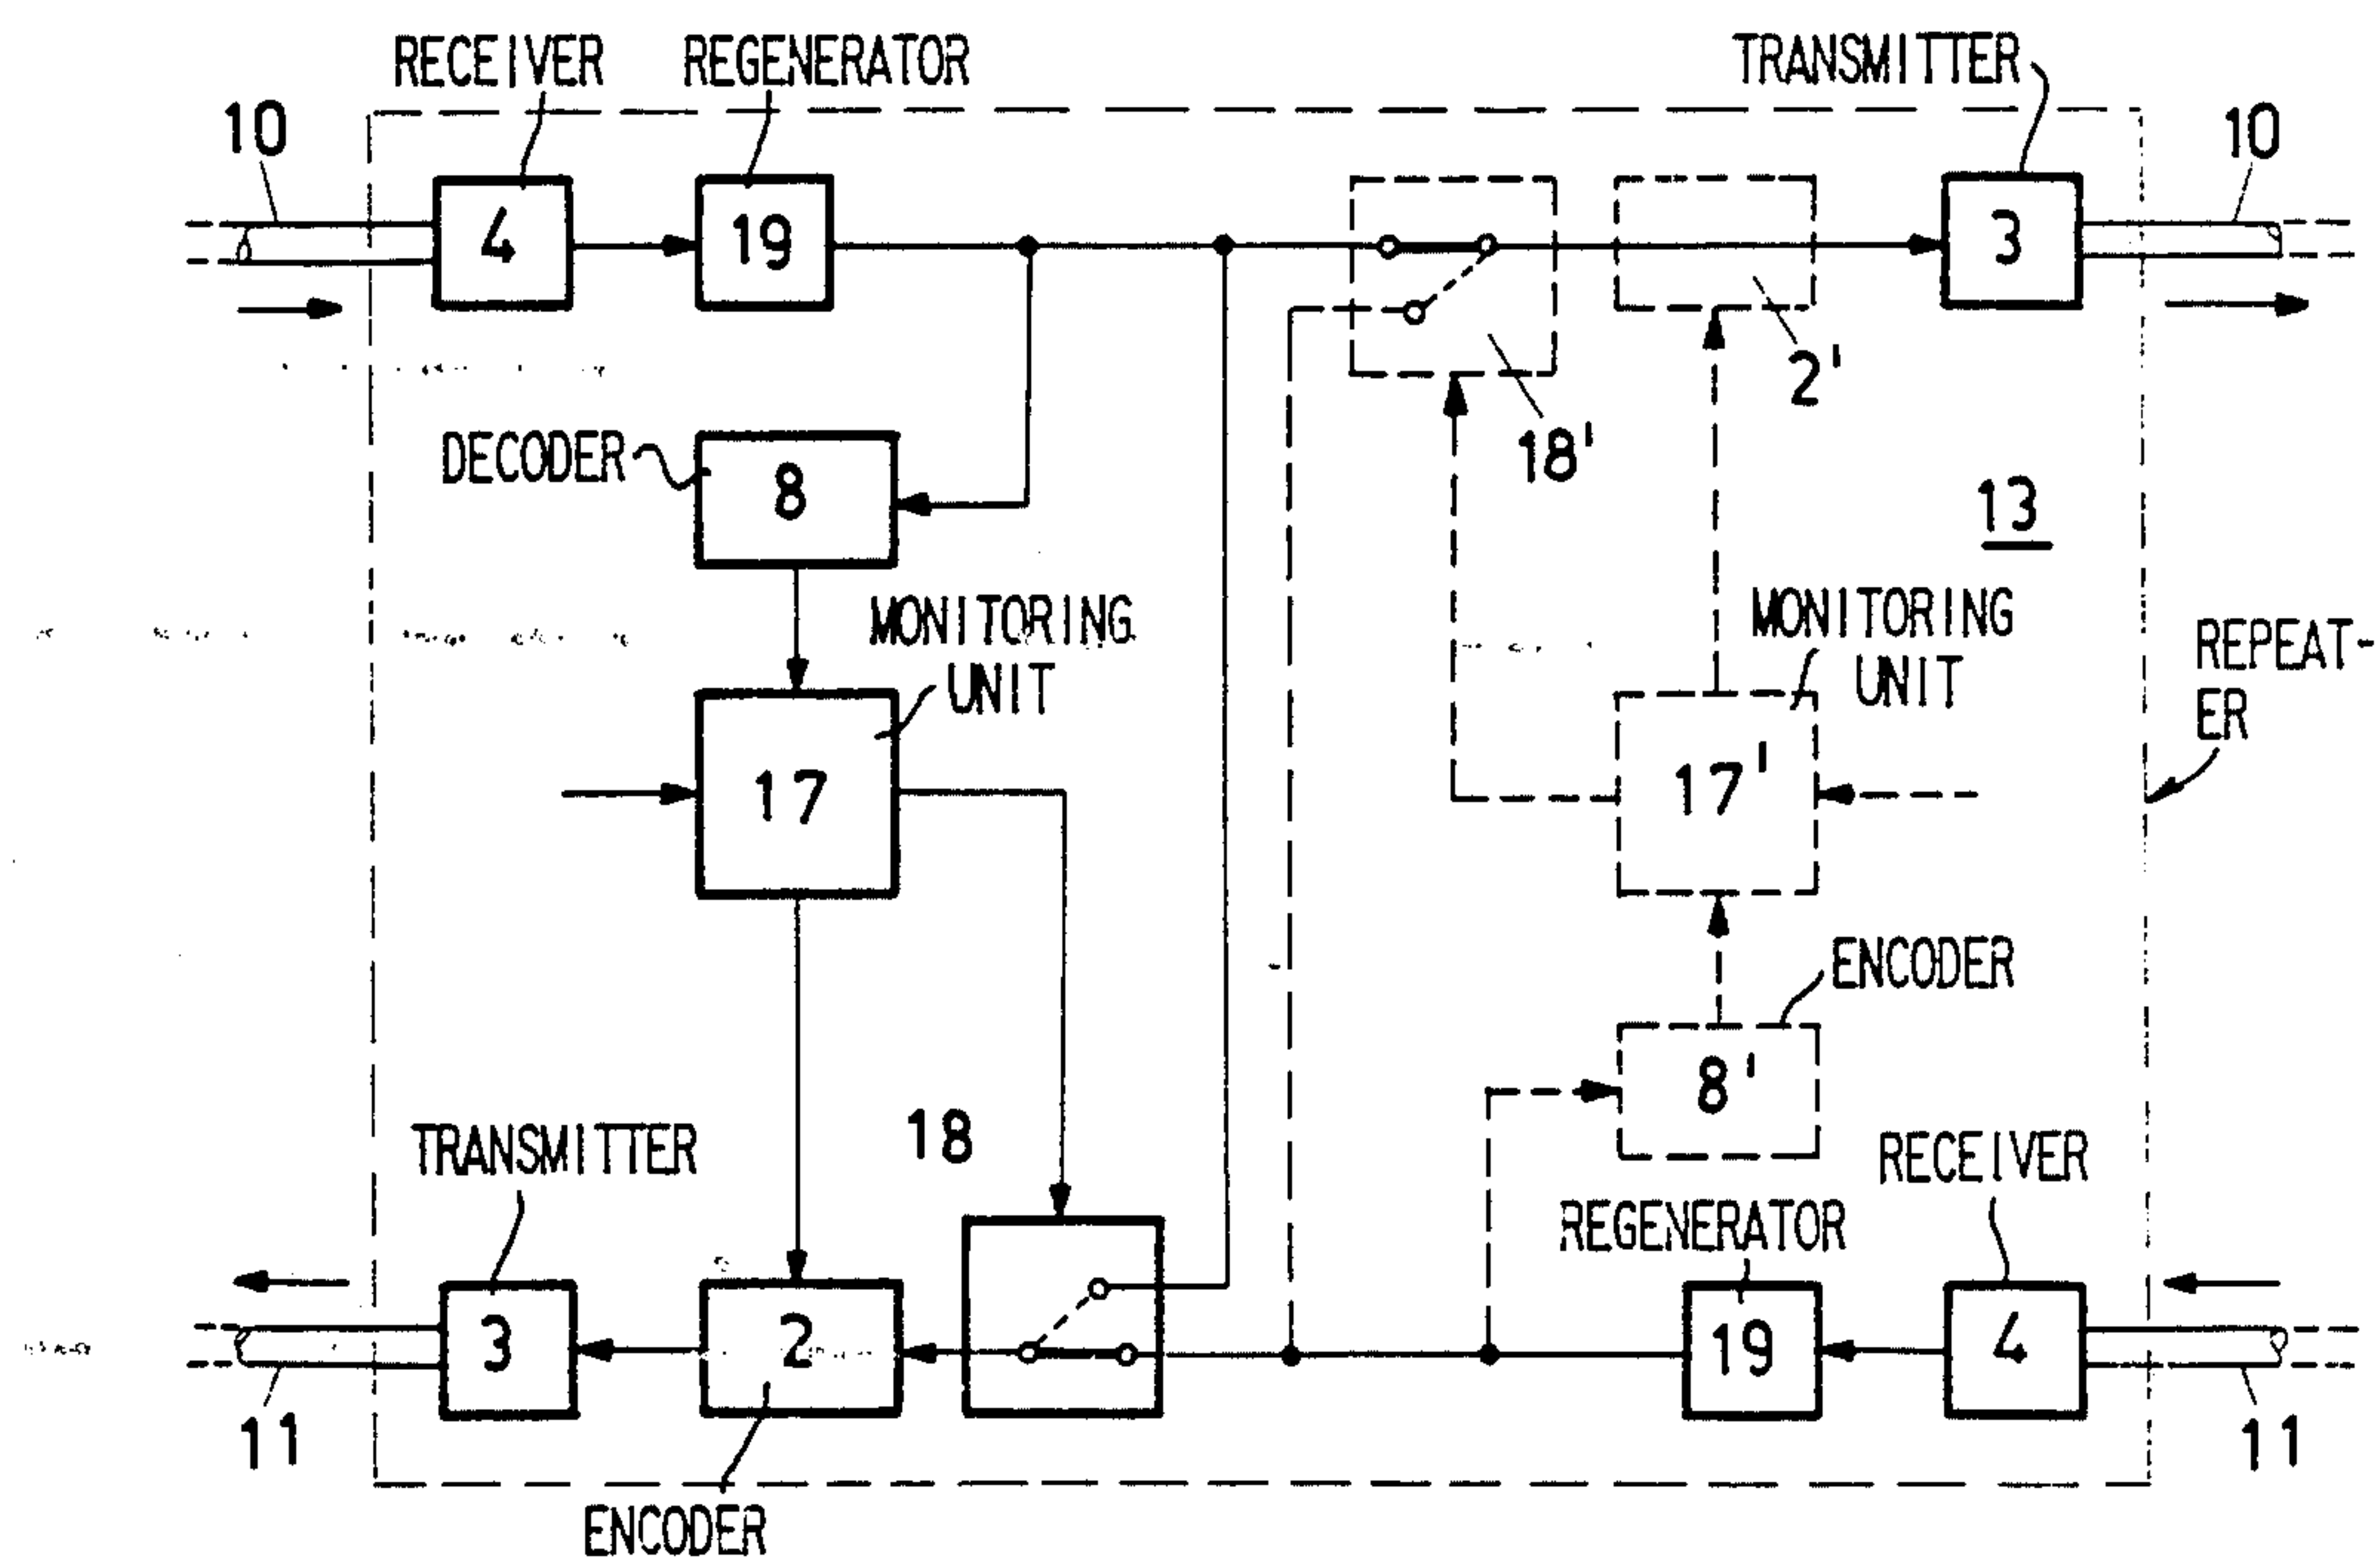 RECEIVER
REGENERATOR
TRANSMITTER
10
10
4
19
3
2'
18'
DECODER
8
13
MONITORING
UNIT
MONITORING
UNIT
REPEAT-
ER
17
17'
ENCODER
8'
TRANSMITTER
18
RECEIVER
REGENERATOR
3
2
19
4
11
11
ENCODER